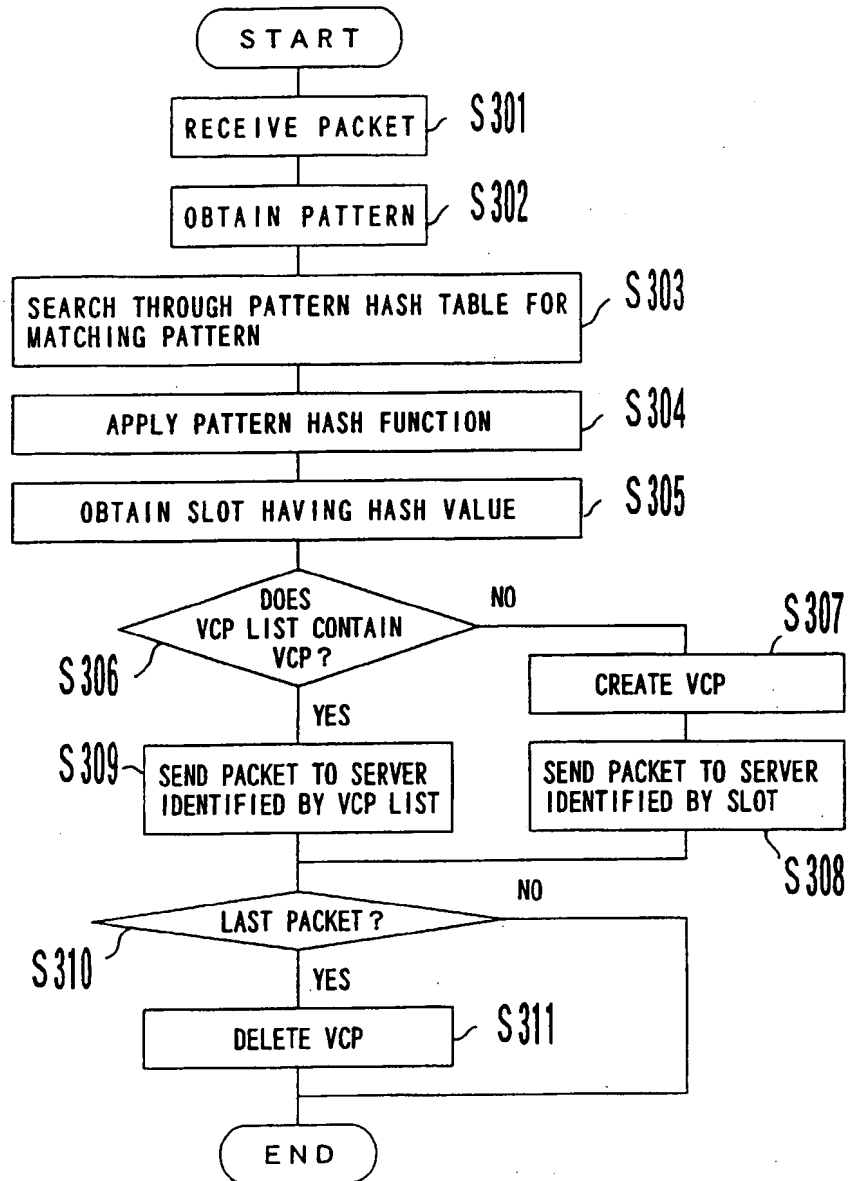 START
RECEIVE PACKET
S301
OBTAIN PATTERN
S302
SEARCH THROUGH PATTERN HASH TABLE FOR
MATCHING PATTERN
S303
APPLY PATTERN HASH FUNCTION
S304
OBTAIN SLOT HAVING HASH VALUE
S305
DOES
VCP LIST CONTAIN
VCP?
S306
NO
S307
CREATE VCP
YES
S309
SEND PACKET TO SERVER
IDENTIFIED BY VCP LIST
SEND PACKET TO SERVER
IDENTIFIED BY SLOT
S308
LAST PACKET?
NO
S310
YES
DELETE VCP
S311
END